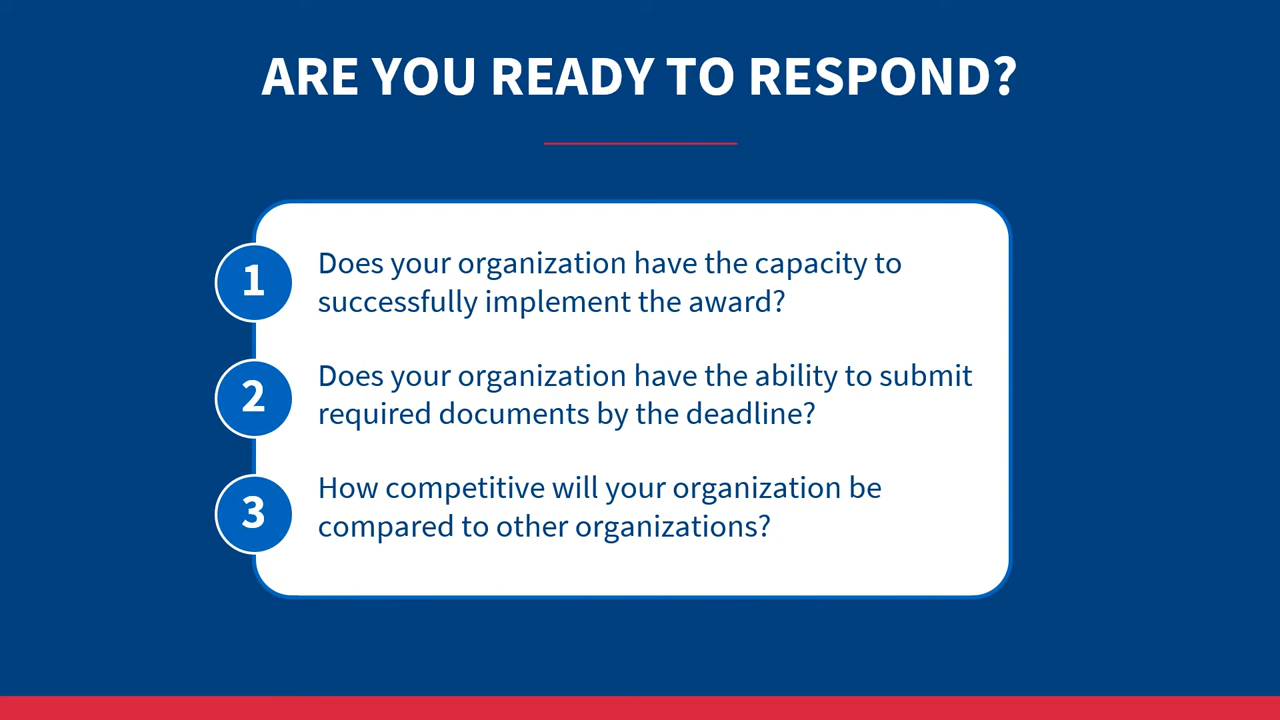 ARE YOU READY TO RESPOND?
1
Does your organization have the capacity to
successfully implement the award?
2
Does your organization have the ability to submit
required documents by the deadline?
3
How competitive will your organization be
compared to other organizations?